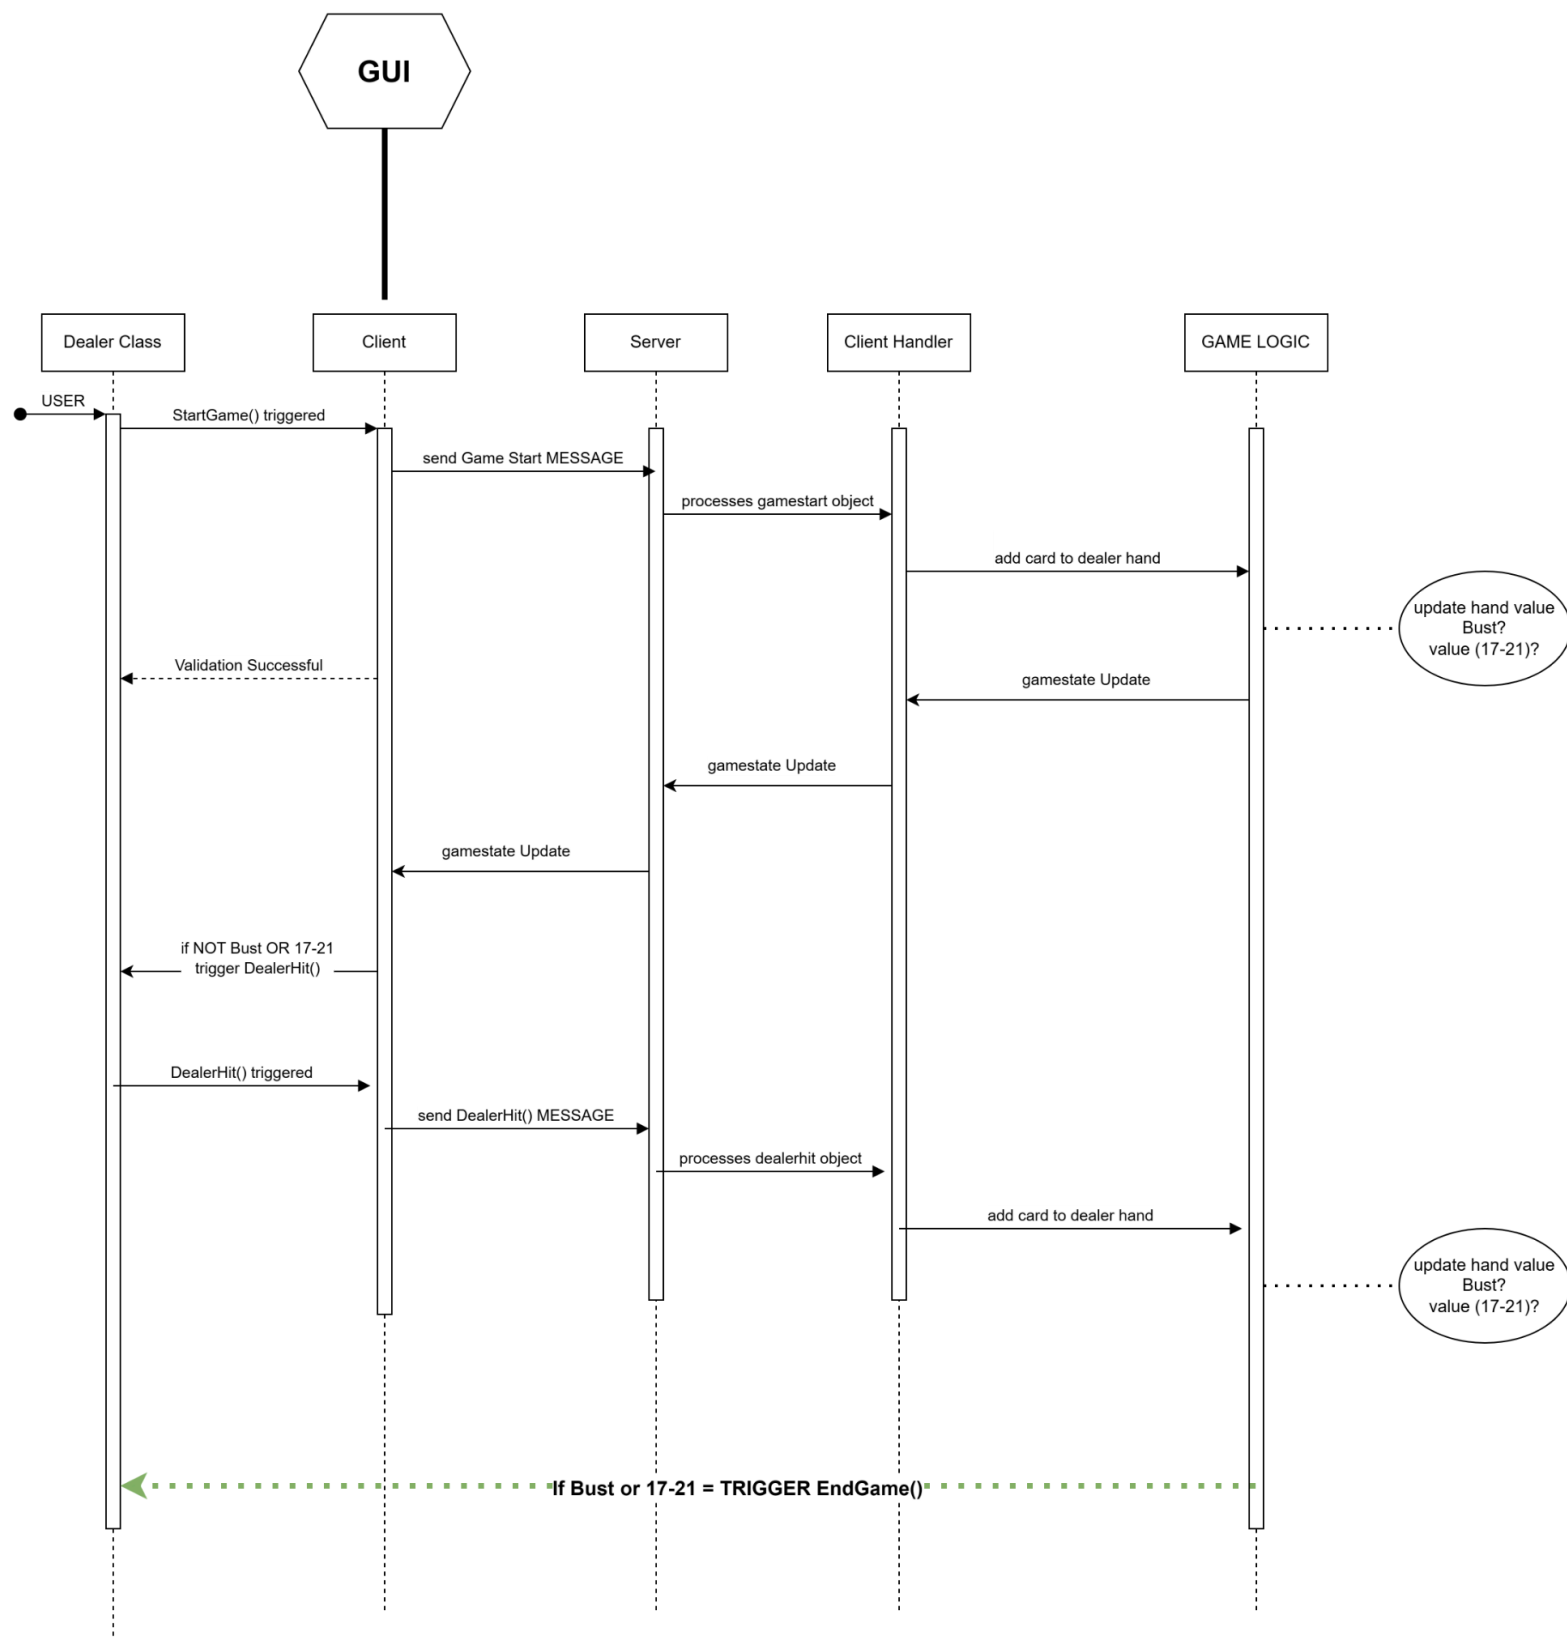 GUI
Dealer Class
Client
Server
Client Handler
GAME LOGIC
USER
StartGame() triggered
send Game Start MESSAGE
processes gamestart object
add card to dealer hand
update hand value
Bust?
value (17-21)?
Validation Successful
gamestate Update
gamestate Update
gamestate Update
if NOT Bust OR 17-21
trigger DealerHit()
DealerHit() triggered
send DealerHit() MESSAGE
processes dealerhit object
add card to dealer hand
update hand value
Bust?
value (17-21)?
If Bust or 17-21 = TRIGGER EndGame()